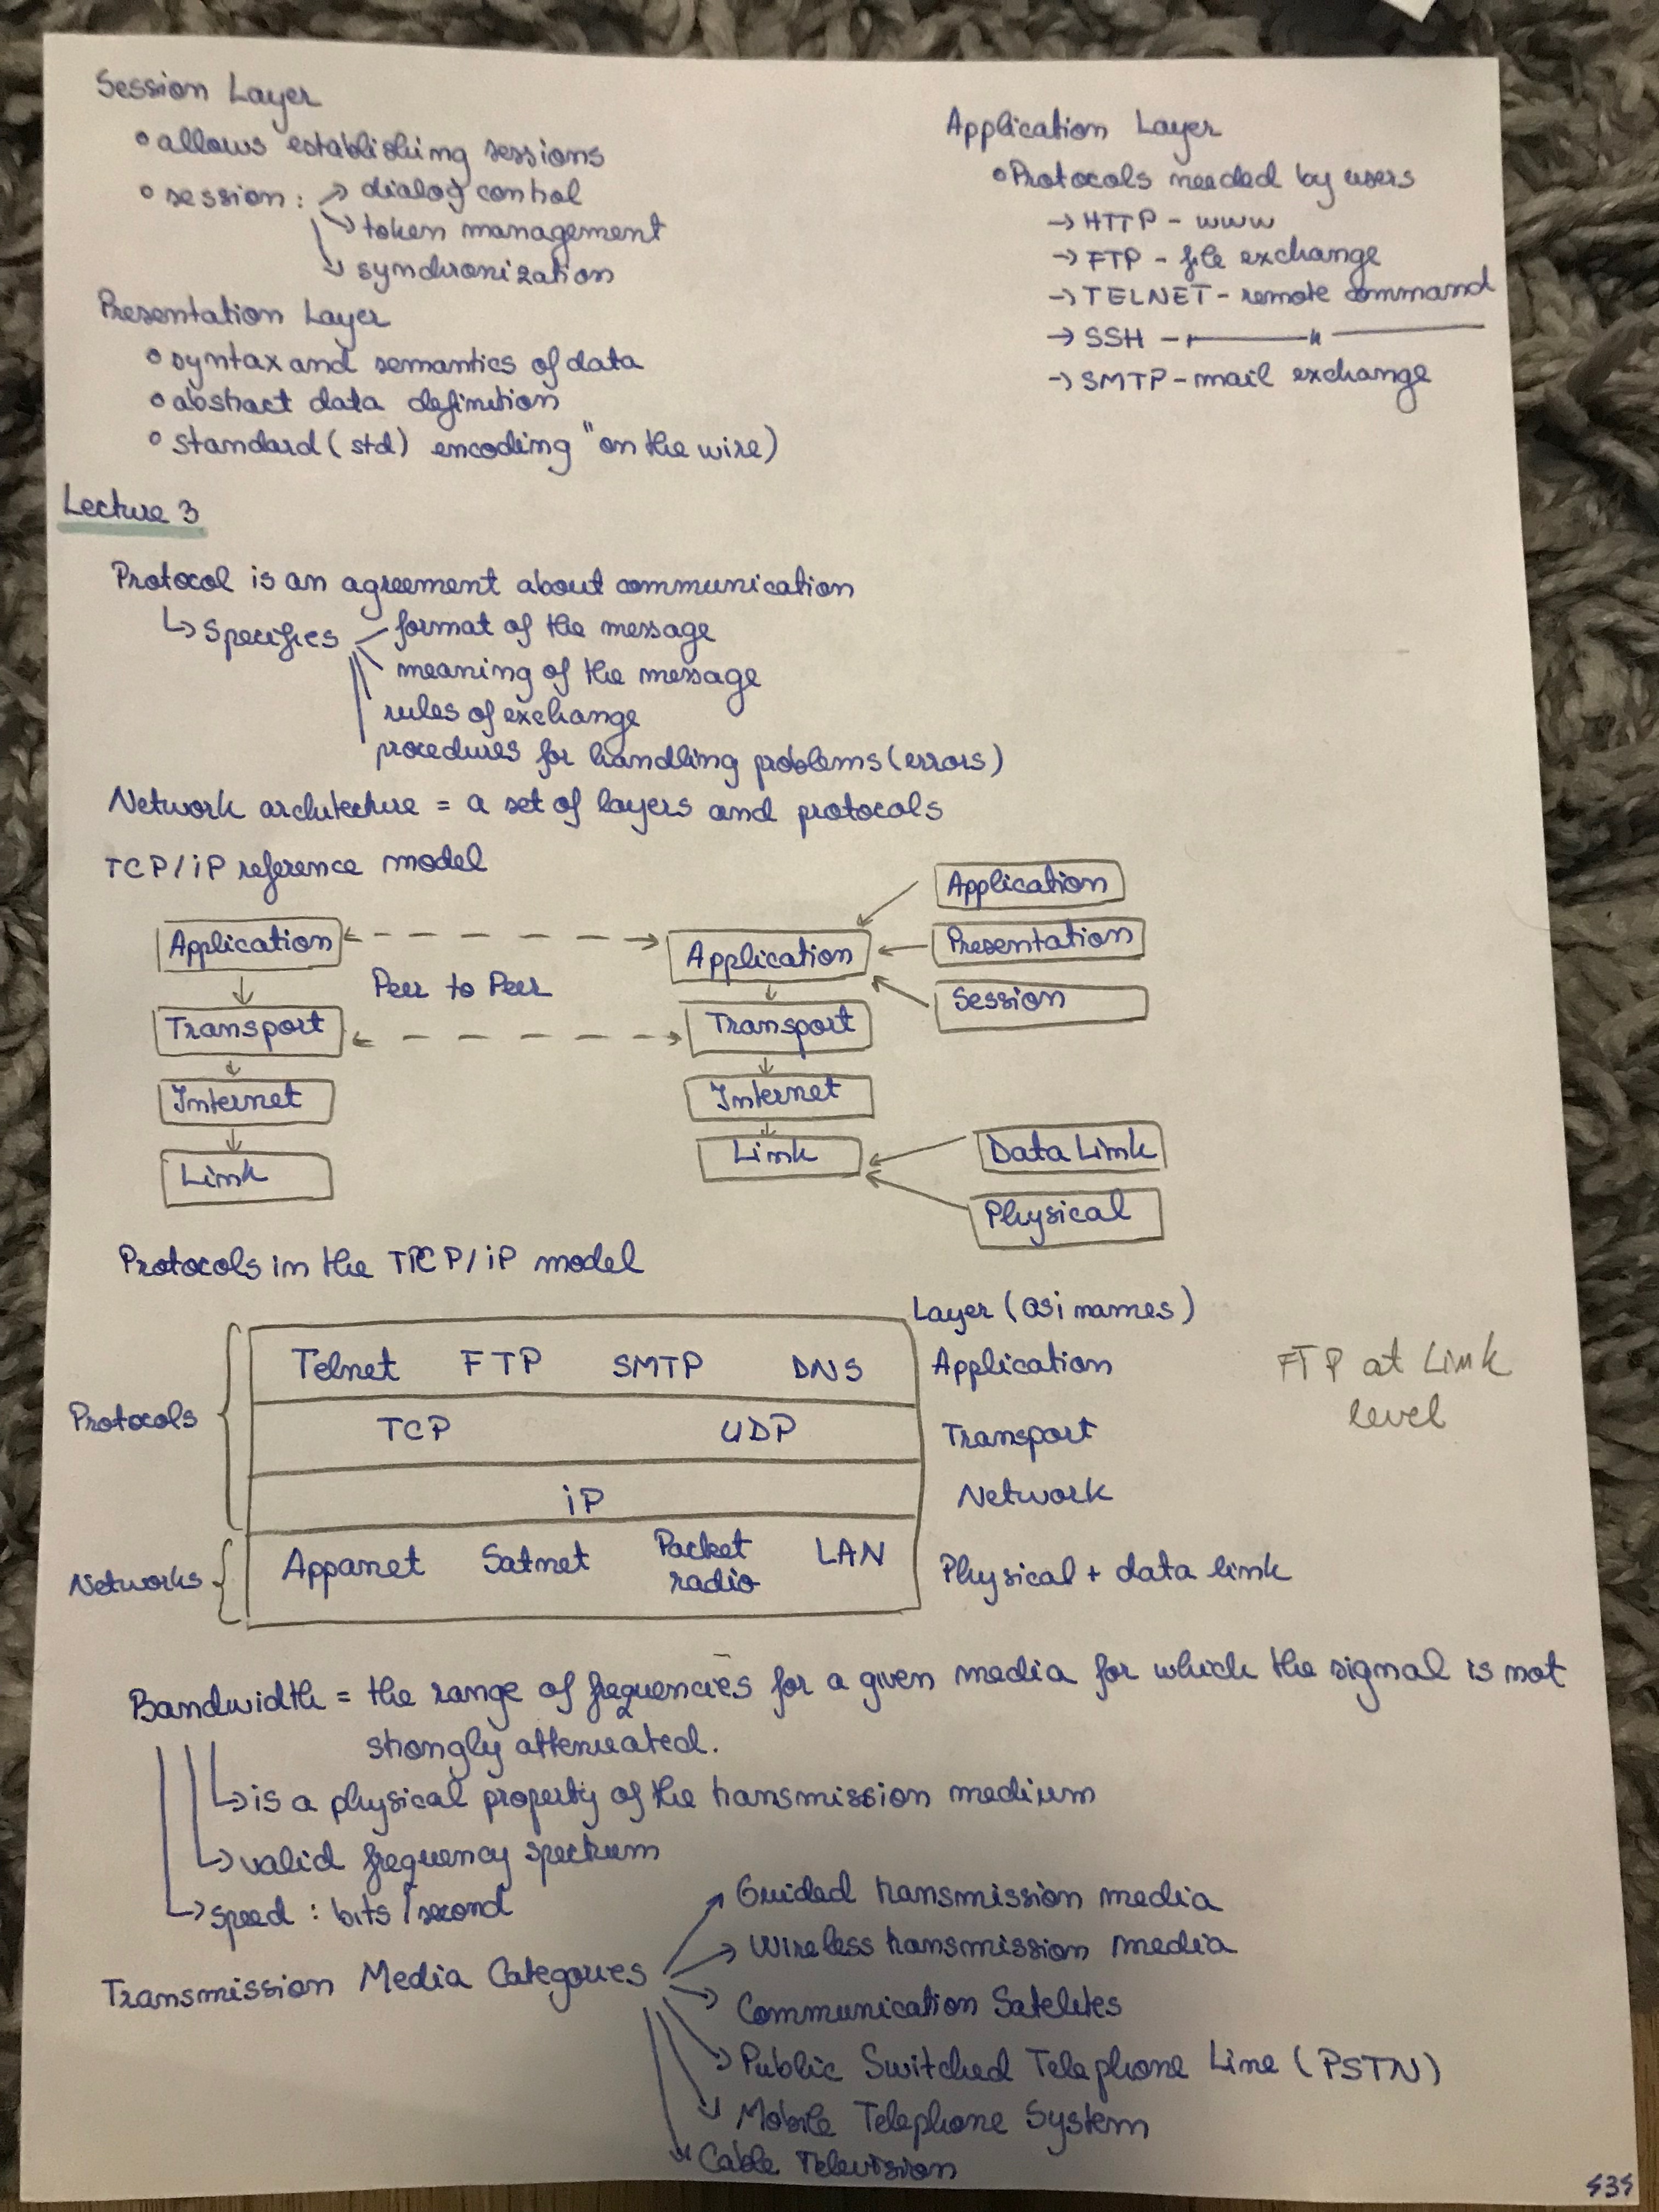 Session Layer
allows establishing sessions
session: dialog control
token management
synchronization
Presentation Layer
syntax and semantics of data
abstract data definition
standard (std) encoding "on the wire)
Application Layer
Protocols needed by users
→ HTTP - www
→ FTP - file exchange
→ TELNET - remote command
→ SSH - —— " ——
→ SMTP - mail exchange
Lecture 3
Protocol is an agreement about communication
↳ Specifies
format of the message
meaning of the message
rules of exchange
procedures for handling problems (errors)
Network architecture = a set of layers and protocols
TCP/iP reference model
Application
Transport
Internet
Link
Peer to Peer
Application
Transport
Internet
Link
Application
Presentation
Session
Data Link
Physical
Protocols in the TPCP/iP model
Layer (osi names)
Protocols
Telnet FTP SMTP DNS Application
TCP UDP Transport
iP Network
Networks
Appanet Satnet Packet radio LAN Physical + data link
FTP at Link
level
Bandwidth = the range of frequencies for a given media for which the signal is not
strongly attenuated.
↳ is a physical property of the transmission medium
↳ valid frequency spectrum
↳ speed: bits/second
Transmission Media Categories
Guided transmission media
Wireless transmission media
Communication Satelites
Public Switched Telephone Line (PSTN)
Mobile Telephone System
Cable Television